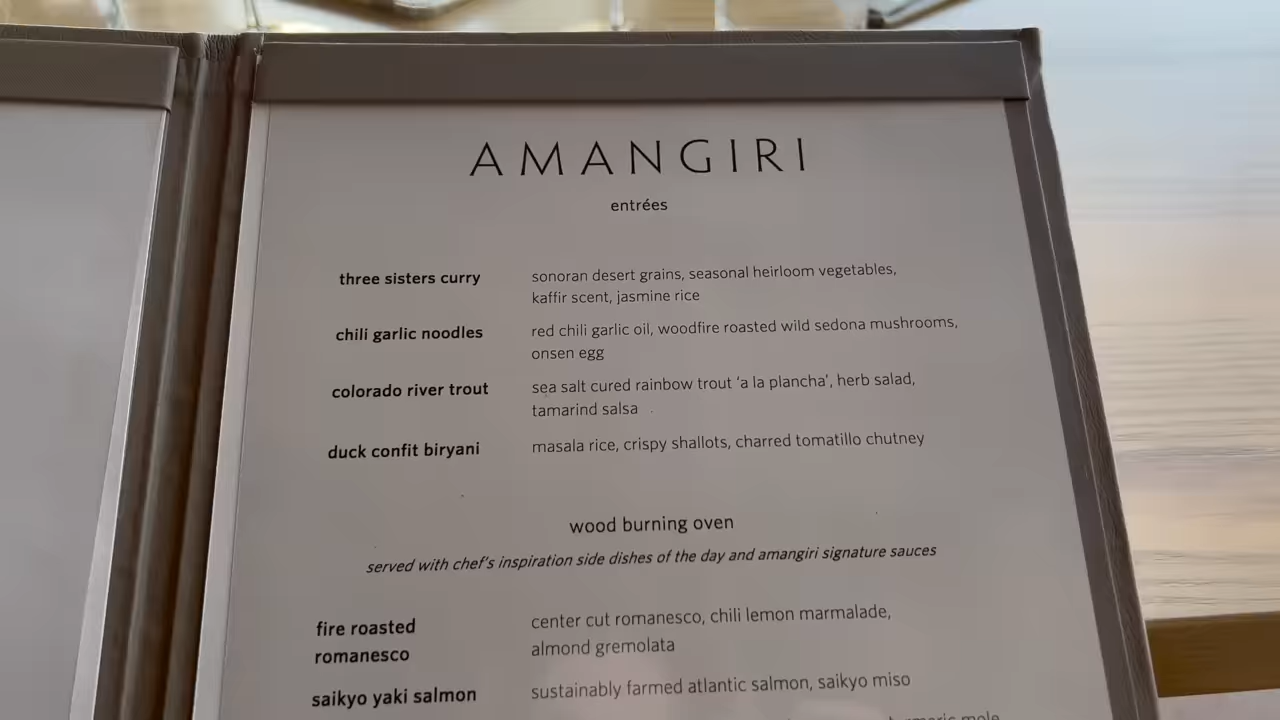 AMANGIRI
entrées
three sisters curry
sonoran desert grains, seasonal heirloom vegetables,
kaffir scent, jasmine rice
chili garlic noodles
red chili garlic oil, woodfire roasted wild sedona mushrooms,
onsen egg
colorado river trout
sea salt cured rainbow trout ‘a la plancha’, herb salad,
tamarind salsa
duck confit biryani
masala rice, crispy shallots, charred tomatillo chutney
wood burning oven
served with chef's inspiration side dishes of the day and amangiri signature sauces
fire roasted
romanesco
center cut romanesco, chili lemon marmalade,
almond gremolata
saikyo yaki salmon
sustainably farmed atlantic salmon, saikyo miso
mole